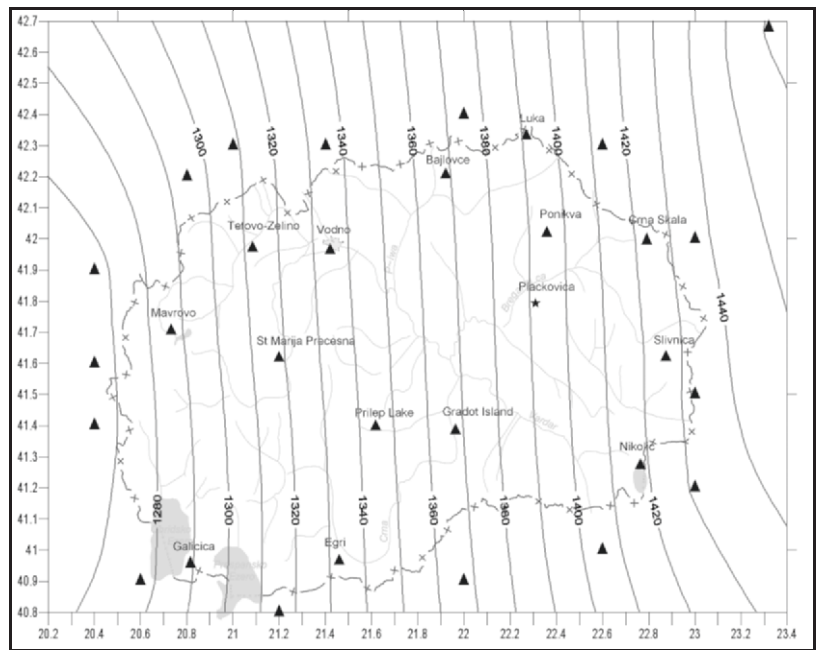 42.7
42.6
42.5
42.4
42.3
42.2
42.1
42
41.9
41.8
41.7
41.6
41.5
41.4
41.3
41.2
41.1
41
40.9
40.8
1300
1320
1340
1360
1380
1400
1420
Luka
Bajlovce
Tetovo-Zelino
Vodno
Ponikva
Crna Skala
Plackovica
1440
Mavrovo
St Marija Precesna
Slivnica
Prilep Lake
Gradot Island
Vardar
Nikolic
1280
1300
1320
1340
1360
1380
1400
1420
Crna
Galicica
Egri
20.2 20.4 20.6 20.8 21 21.2 21.4 21.6 21.8 22 22.2 22.4 22.6 22.8 23 23.2 23.4